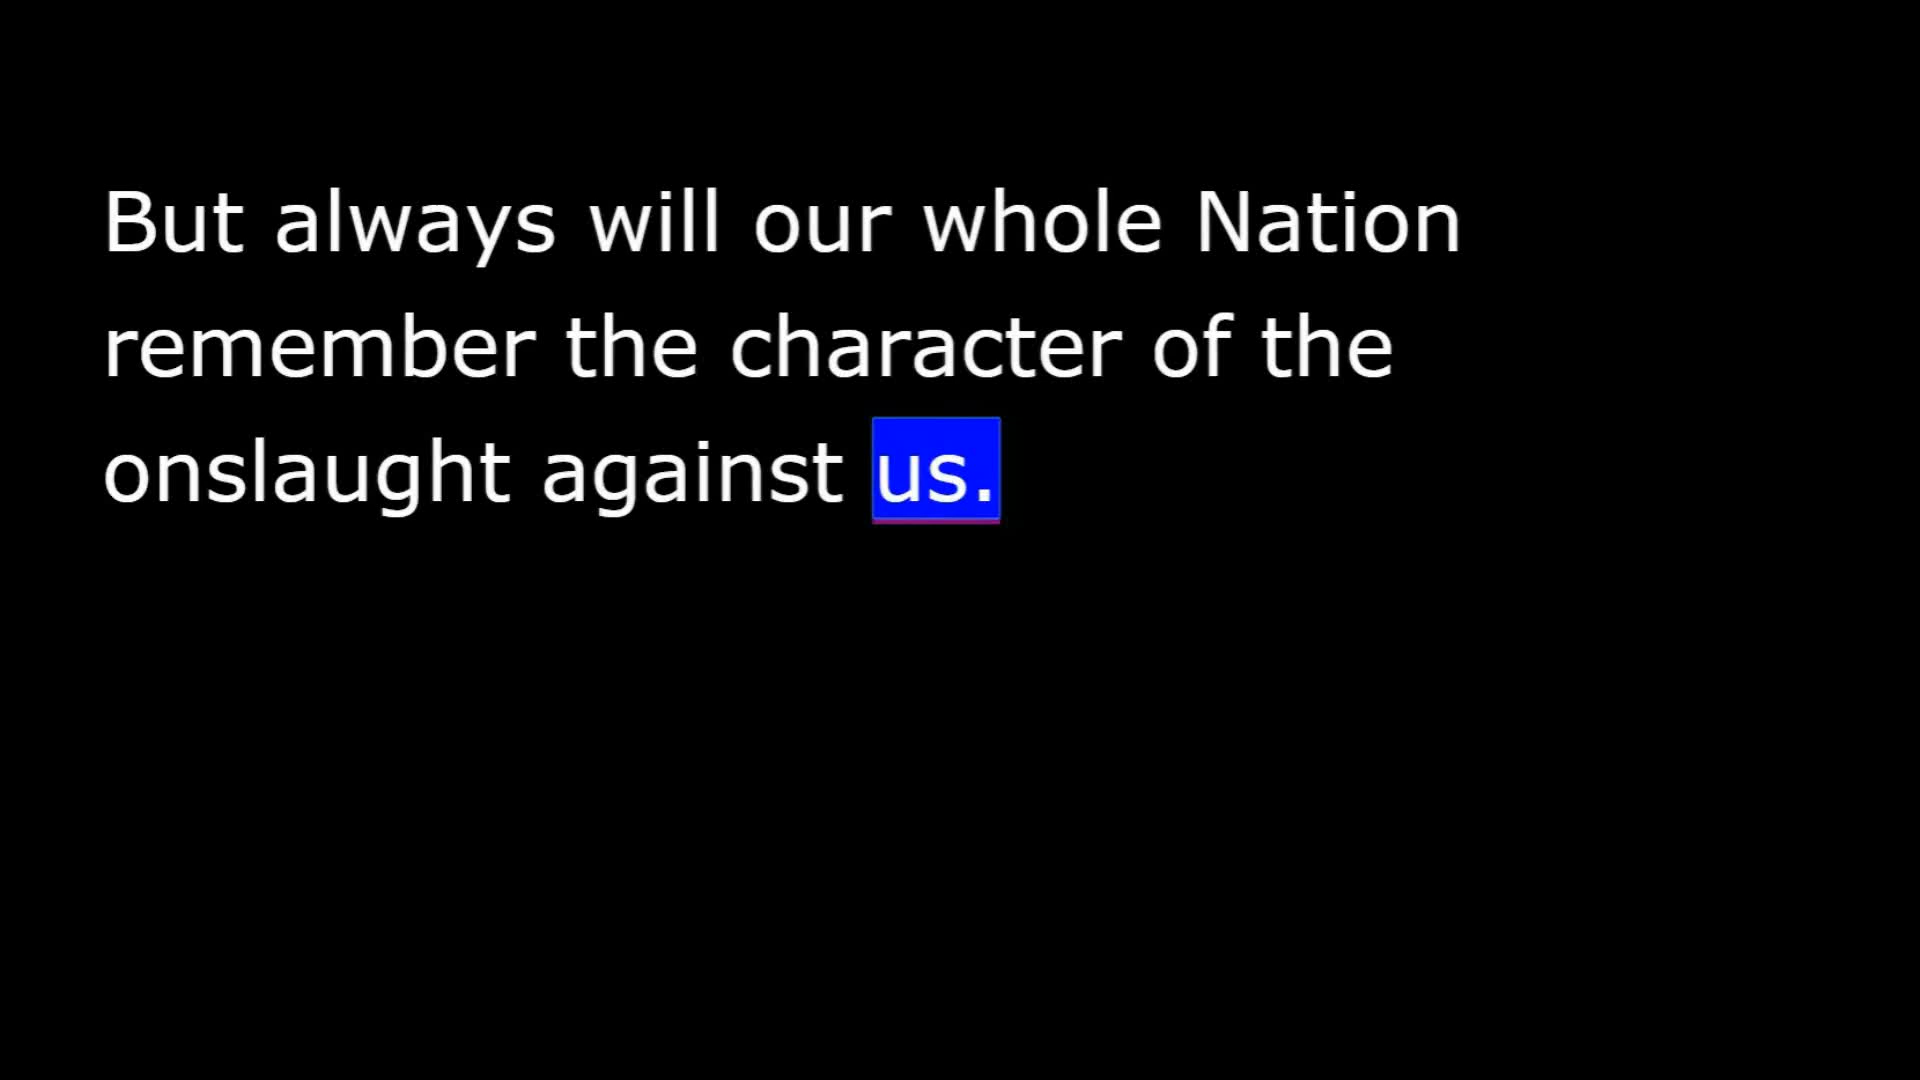 But always will our whole Nation
remember the character of the
onslaught against us.